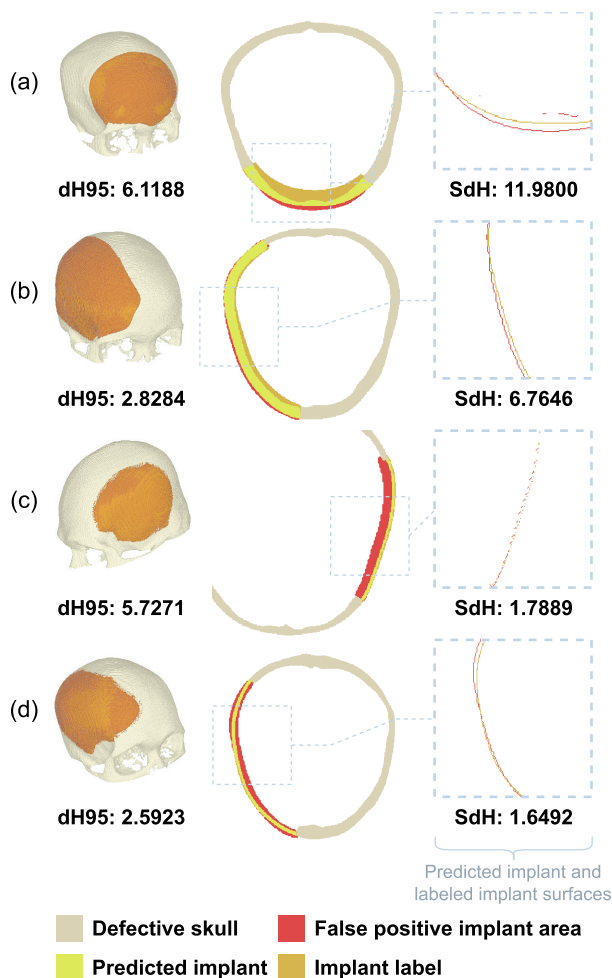 (a)
dH95: 6.1188
SdH: 11.9800
(b)
dH95: 2.8284
SdH: 6.7646
(c)
dH95: 5.7271
SdH: 1.7889
(d)
dH95: 2.5923
SdH: 1.6492
Predicted implant and
labeled implant surfaces
Defective skull
False positive implant area
Predicted implant
Implant label